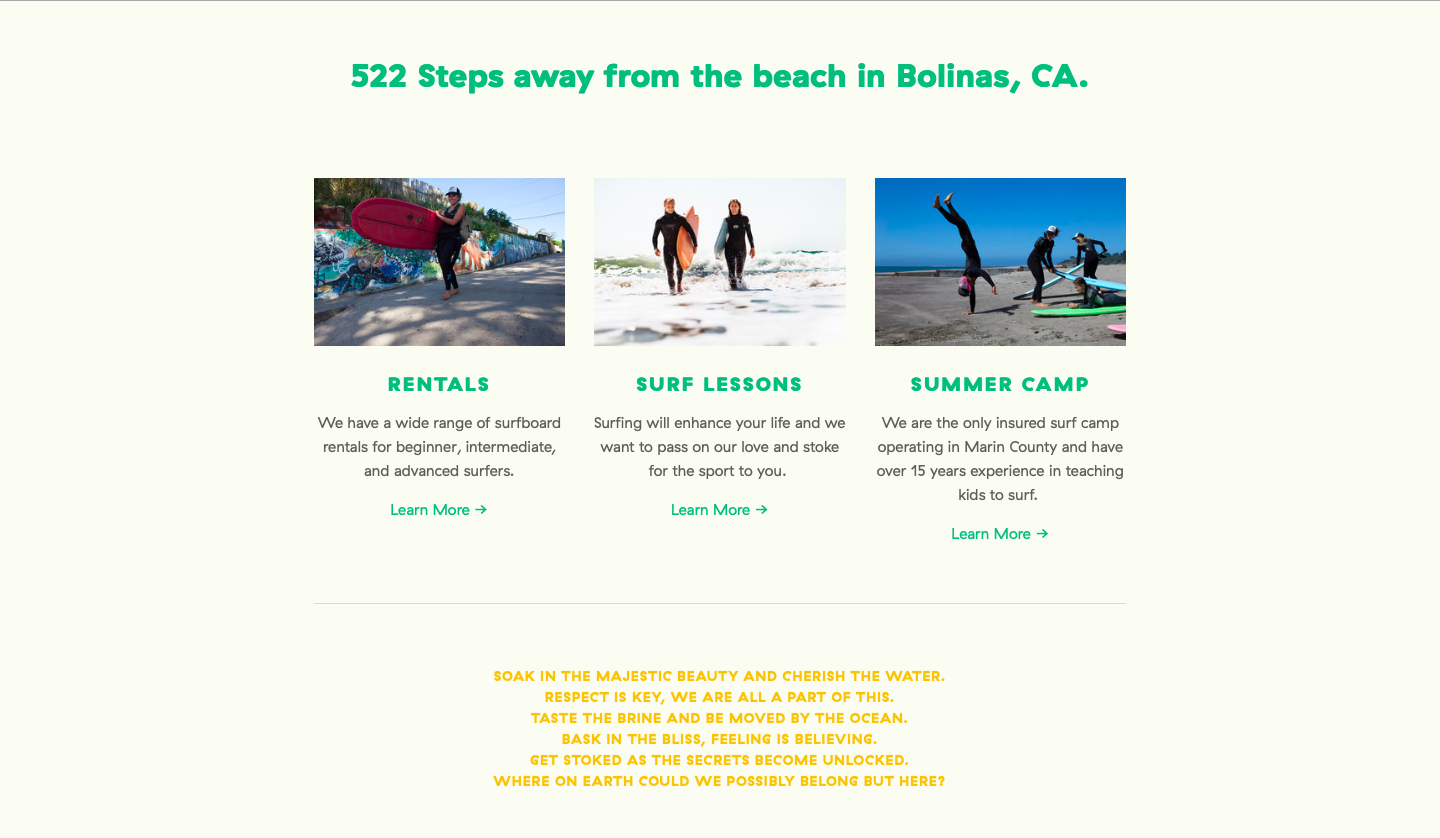 522 Steps away from the beach in Bolinas, CA.
RENTALS
We have a wide range of surfboard
rentals for beginner, intermediate,
and advanced surfers.
Learn More →
SURF LESSONS
Surfing will enhance your life and we
want to pass on our love and stoke
for the sport to you.
Learn More →
SUMMER CAMP
We are the only insured surf camp
operating in Marin County and have
over 15 years experience in teaching
kids to surf.
Learn More →
SOAK IN THE MAJESTIC BEAUTY AND CHERISH THE WATER.
RESPECT IS KEY, WE ARE ALL A PART OF THIS.
TASTE THE BRINE AND BE MOVED BY THE OCEAN.
BASK IN THE BLISS, FEELING IS BELIEVING.
GET STOKED AS THE SECRETS BECOME UNLOCKED.
WHERE ON EARTH COULD WE POSSIBLY BELONG BUT HERE?